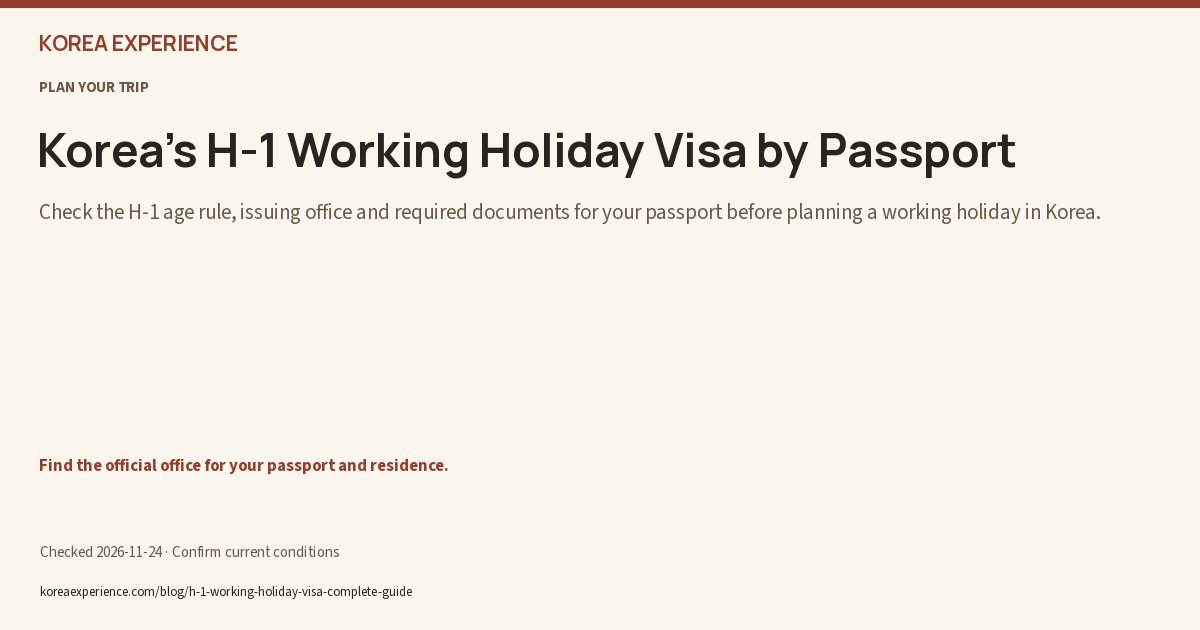 KOREA EXPERIENCE
PLAN YOUR TRIP
Korea’s H-1 Working Holiday Visa by Passport
Check the H-1 age rule, issuing office and required documents for your passport before planning a working holiday in Korea.
Find the official office for your passport and residence.
Checked 2026-11-24 · Confirm current conditions
koreaexperience.com/blog/h-1-working-holiday-visa-complete-guide